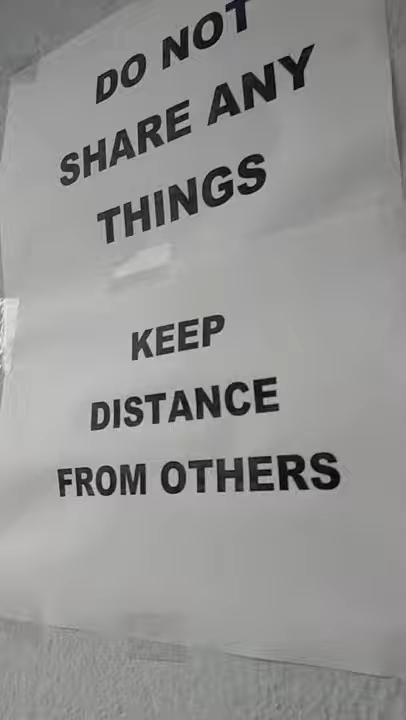 DO NOT
SHARE ANY
THINGS
KEEP
DISTANCE
FROM OTHERS